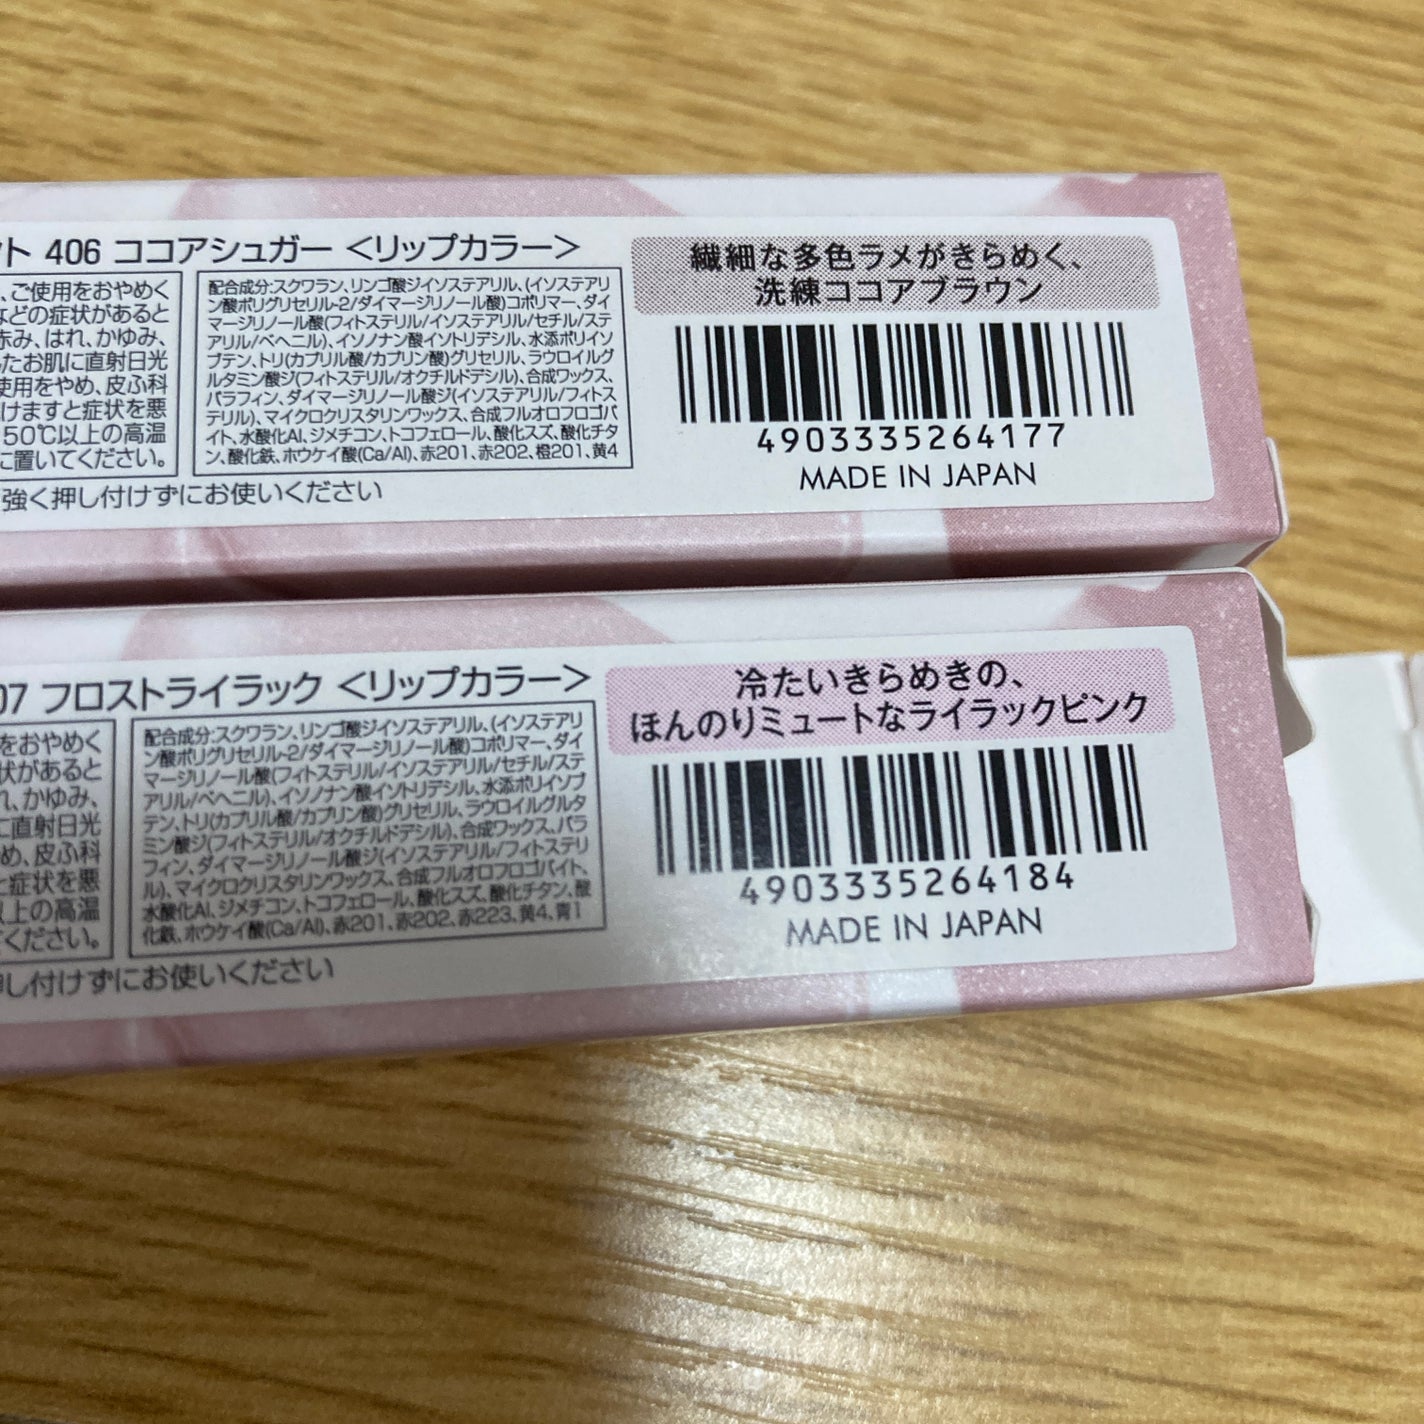 ト 406 ココアシュガー <リップカラー>
、ご使用をおやめく
などの症状があると
赤み、はれ、かゆみ、
たお肌に直射日光
使用をやめ、皮ふ科
けますと症状を悪
50℃以上の高温
に置いてください。
強く押し付けずにお使いください
配合成分:スクワラン、リンゴ酸ジイソステアリル、(イソステアリ
ン酸ポリグリセリル-2/ダイマージリノール酸)コポリマー、ダイ
マージリノール酸(フィトステリル/イソステアリル/セチル/ステ
アリル/ベヘニル)、イソノナン酸イソトリデシル、水添ポリイソ
ブテン、トリ(カプリル酸/カプリン酸)グリセリル、ラウロイルグ
ルタミン酸ジ(フィトステリル/オクチルドデシル)、合成ワックス、
パラフィン、ダイマージリノール酸ジ(イソステアリル/フィトス
テリル)、マイクロクリスタリンワックス、合成フルオロフロゴパ
イト、水酸化Al、ジメチコン、トコフェロール、酸化スズ、酸化チタ
ン、酸化鉄、ホウケイ酸(Ca/Al)、赤201、赤202、橙201、黄4
繊細な多色ラメがきらめく、
洗練ココアブラウン
4903335264177
MADE IN JAPAN
07 フロストライラック <リップカラー>
をおやめく
状があると
れ、かゆみ、
に直射日光
め、皮ふ科
と症状を悪
以上の高温
ください。
押し付けずにお使いください
配合成分:スクワラン、リンゴ酸ジイソステアリル、(イソステアリ
ン酸ポリグリセリル-2/ダイマージリノール酸)コポリマー、ダイ
マージリノール酸(フィトステリル/イソステアリル/セチル/ステ
アリル/ベヘニル)、イソノナン酸イソトリデシル、水添ポリイソブ
テン、トリ(カプリル酸/カプリン酸)グリセリル、ラウロイルグルタ
ミン酸ジ(フィトステリル/オクチルドデシル)、合成ワックス、パラ
フィン、ダイマージリノール酸ジ(イソステアリル/フィトステリ
ル)、マイクロクリスタリンワックス、合成フルオロフロゴパイト、
水酸化Al、ジメチコン、トコフェロール、酸化スズ、酸化チタン、酸
化鉄、ホウケイ酸(Ca/Al)、赤201、赤202、赤223、黄4、青1
冷たいきらめきの、
ほんのりミュートなライラックピンク
4903335264184
MADE IN JAPAN